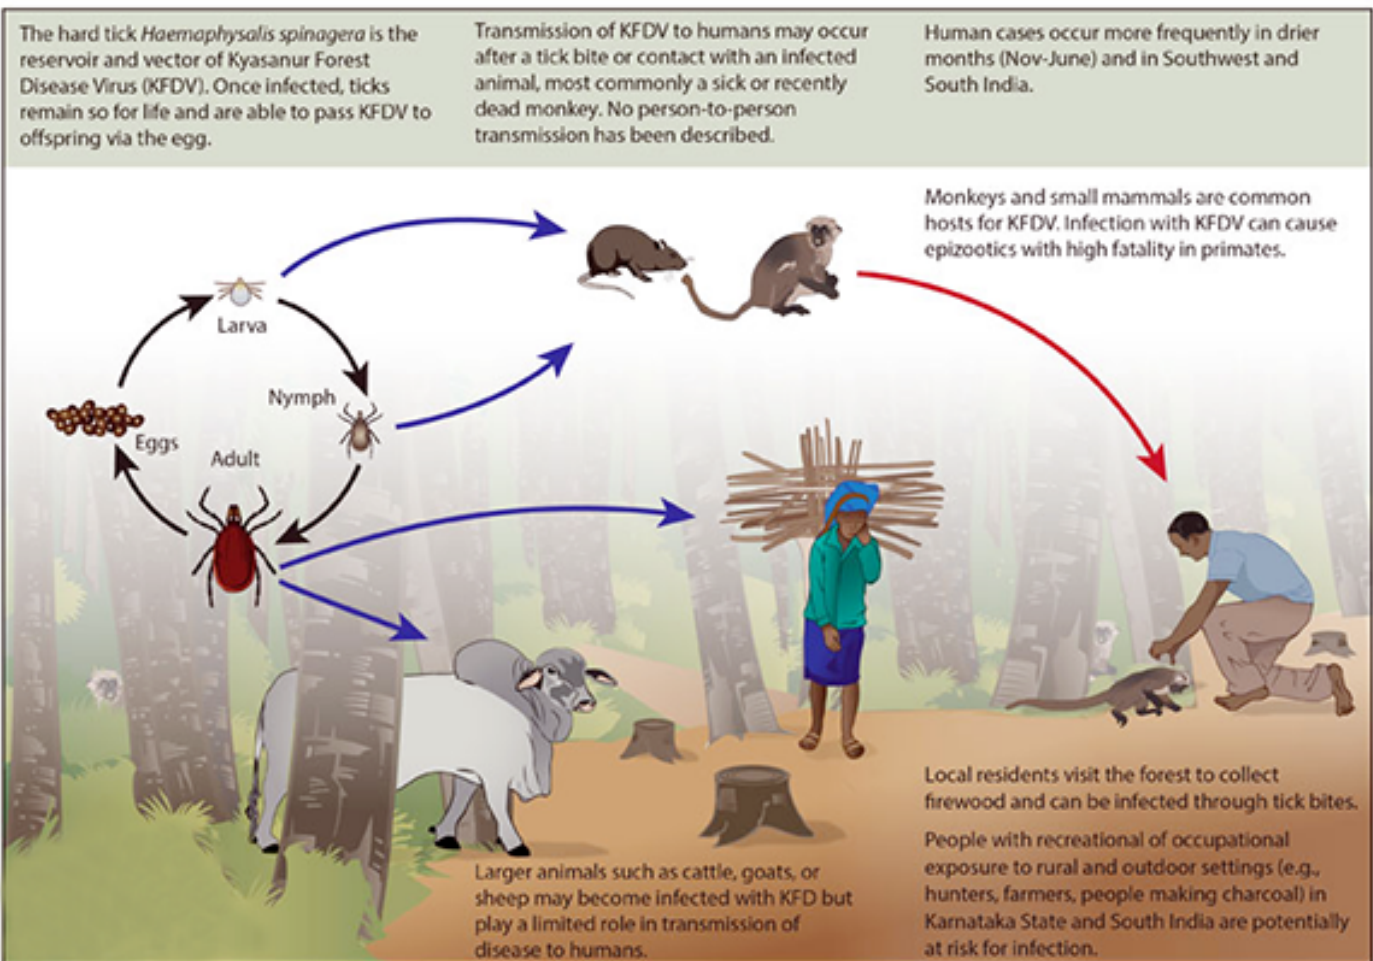 The hard tick Haemaphysalis spinagera is the
reservoir and vector of Kyasanur Forest
Disease Virus (KFDV). Once infected, ticks
remain so for life and are able to pass KFDV to
offspring via the egg.
Transmission of KFDV to humans may occur
after a tick bite or contact with an infected
animal, most commonly a sick or recently
dead monkey. No person-to-person
transmission has been described.
Human cases occur more frequently in drier
months (Nov-June) and in Southwest and
South India.
Monkeys and small mammals are common
hosts for KFDV. Infection with KFDV can cause
epizootics with high fatality in primates.
Larva
Nymph
Eggs
Adult
Local residents visit the forest to collect
firewood and can be infected through tick bites.
People with recreational of occupational
exposure to rural and outdoor settings (e.g.,
hunters, farmers, people making charcoal) in
Karnataka State and South India are potentially
at risk for infection.
Larger animals such as cattle, goats, or
sheep may become infected with KFD but
play a limited role in transmission of
disease to humans.